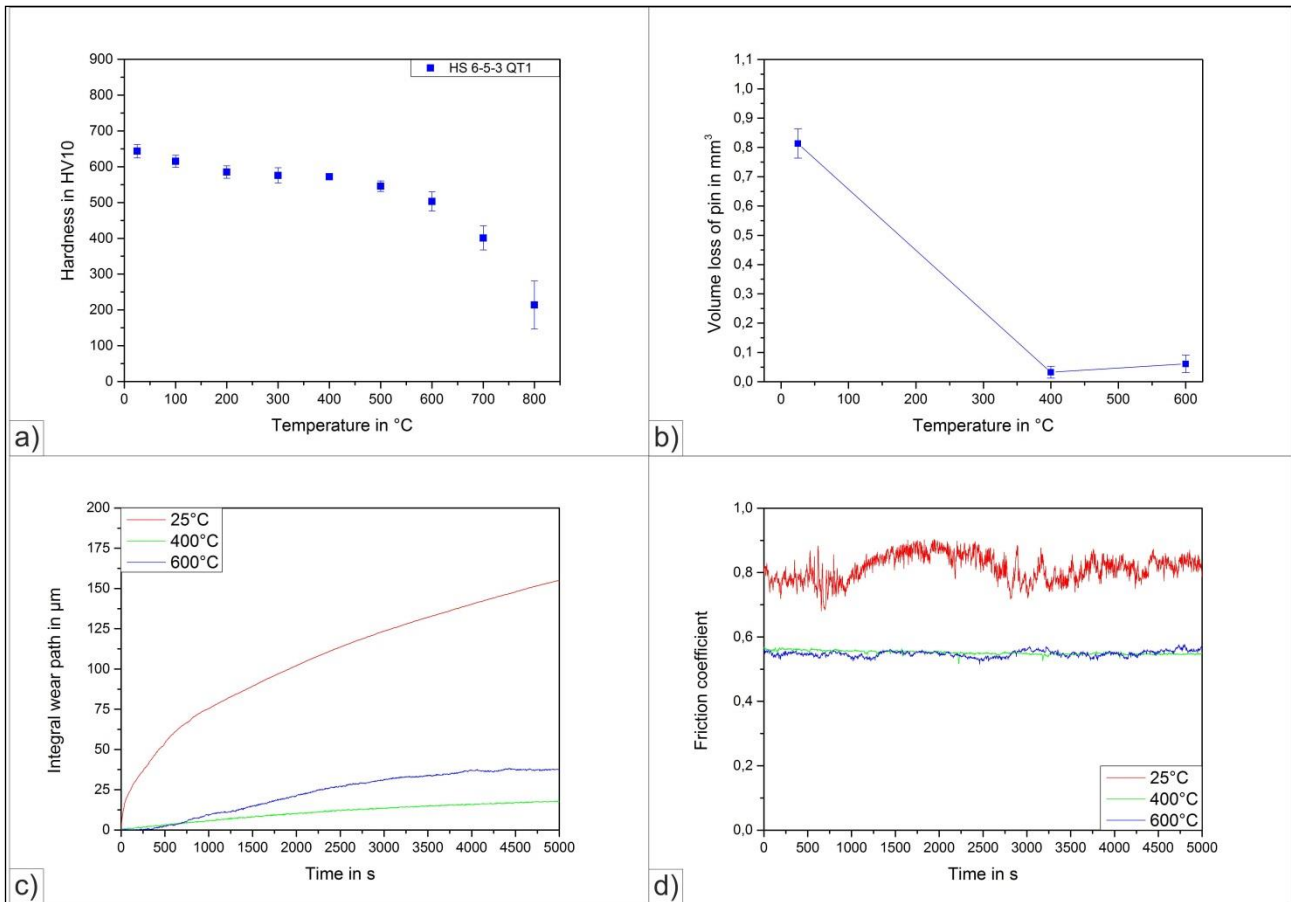 900
800
700
600
500
400
300
200
100
0
Hardness in HV10
HS 6-5-3 QT1
0 100 200 300 400 500 600 700 800
Temperature in °C
a)
1,1
1,0
0,9
0,8
0,7
0,6
0,5
0,4
0,3
0,2
0,1
0,0
Volume loss of pin in mm³
0 100 200 300 400 500 600
Temperature in °C
b)
200
175
150
125
100
75
50
25
0
Integral wear path in µm
25°C
400°C
600°C
0 500 1000 1500 2000 2500 3000 3500 4000 4500 5000
Time in s
c)
1,0
0,8
0,6
0,4
0,2
0,0
Friction coefficient
25°C
400°C
600°C
0 500 1000 1500 2000 2500 3000 3500 4000 4500 5000
Time in s
d)